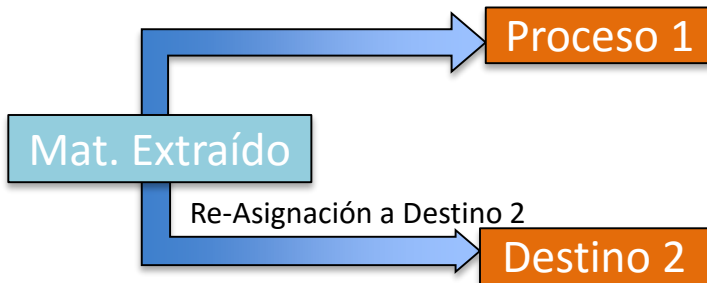 Proceso 1
Mat. Extraído
Re-Asignación a Destino 2
Destino 2